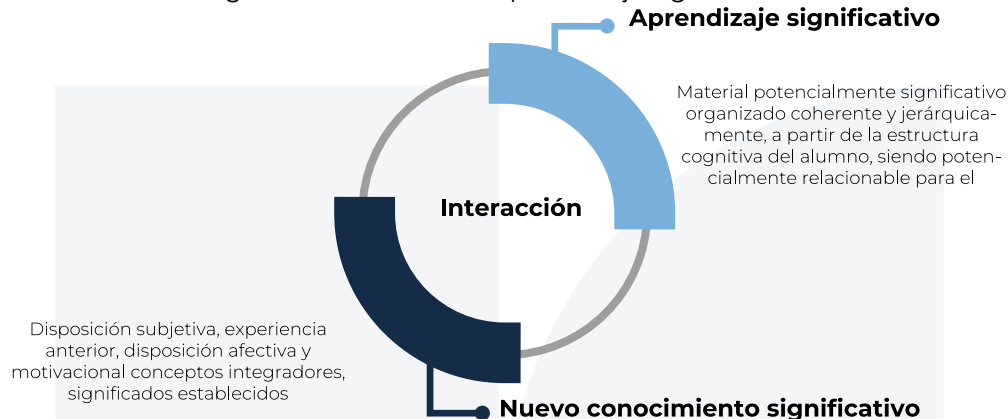 Aprendizaje significativo
Material potencialmente significativo
organizado coherente y jerárquica-
mente, a partir de la estructura
cognitiva del alumno, siendo poten-
cialmente relacionable para el
Interacción
Disposición subjetiva, experiencia
anterior, disposición afectiva y
motivacional conceptos integradores,
significados establecidos
Nuevo conocimiento significativo